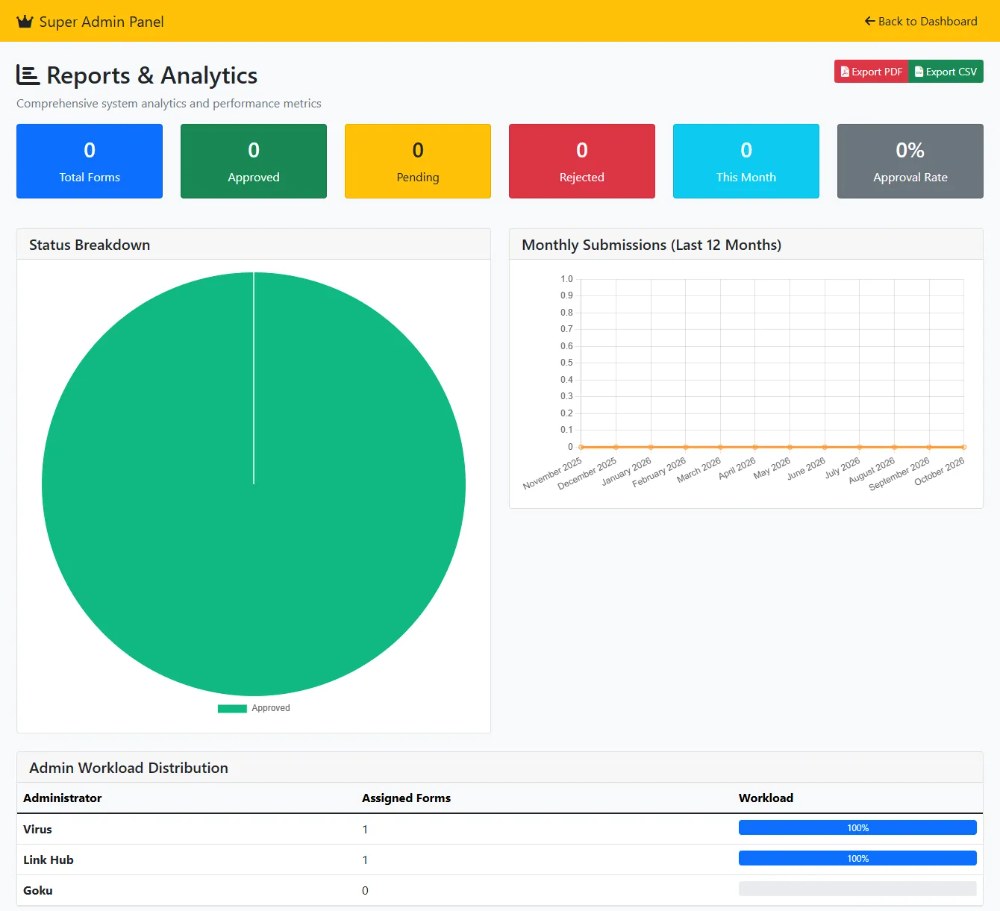 Super Admin Panel
Back to Dashboard
Reports & Analytics
Export PDF
Export CSV
Comprehensive system analytics and performance metrics
0
Total Forms
0
Approved
0
Pending
0
Rejected
0
This Month
0%
Approval Rate
Status Breakdown
Approved
Monthly Submissions (Last 12 Months)
1.0
0.9
0.8
0.7
0.6
0.5
0.4
0.3
0.2
0.1
0
November 2025
December 2025
January 2026
February 2026
March 2026
April 2026
May 2026
June 2026
July 2026
August 2026
September 2026
October 2026
Admin Workload Distribution
Administrator Assigned Forms Workload
Virus 1 100%
Link Hub 1 100%
Goku 0